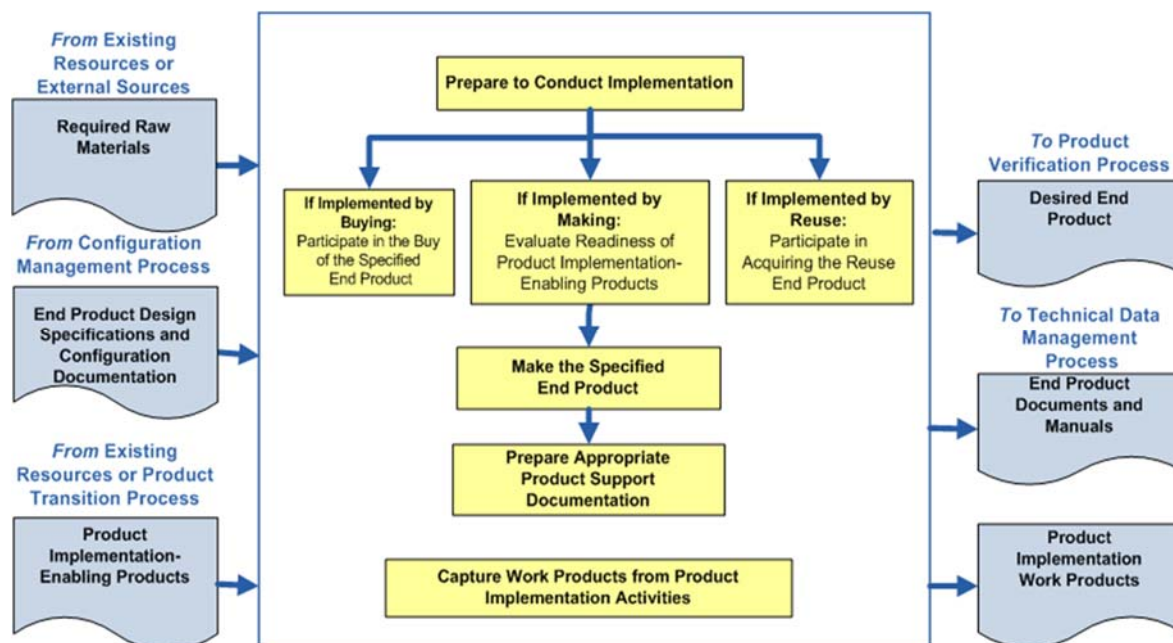 From Existing
Resources or
External Sources
Required Raw
Materials
From Configuration
Management Process
End Product Design
Specifications and
Configuration
Documentation
From Existing
Resources or Product
Transition Process
Product
Implementation-
Enabling Products
Prepare to Conduct Implementation
If Implemented by
Buying:
Participate in the Buy
of the Specified
End Product
If Implemented by
Making:
Evaluate Readiness of
Product Implementation-
Enabling Products
If Implemented by
Reuse:
Participate in
Acquiring the Reuse
End Product
Make the Specified
End Product
Prepare Appropriate
Product Support
Documentation
Capture Work Products from Product
Implementation Activities
To Product
Verification Process
Desired End
Product
To Technical Data
Management
Process
End Product
Documents and
Manuals
Product
Implementation
Work Products